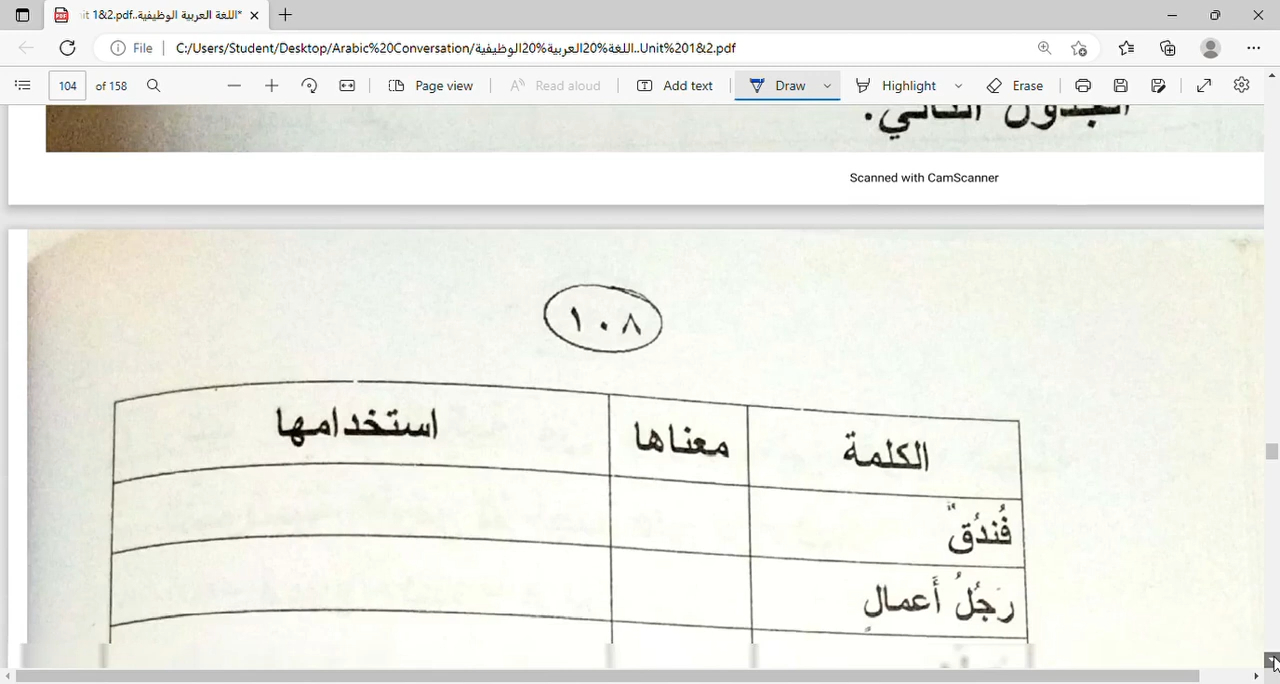 it 1&2.pdf..اللغة العربية الوظيفية*
File
C:/Users/Student/Desktop/Arabic%20Conversation/اللغة%20العربية%20الوظيفية..Unit%201&2.pdf
104 of 158
Page view
Read aloud
Add text
Draw
Highlight
Erase
الجدول التالي.
Scanned with CamScanner
١٠٨
الكلمة معناها استخدامها
فُندُقٌ
رَجُلُ أَعمالٍ